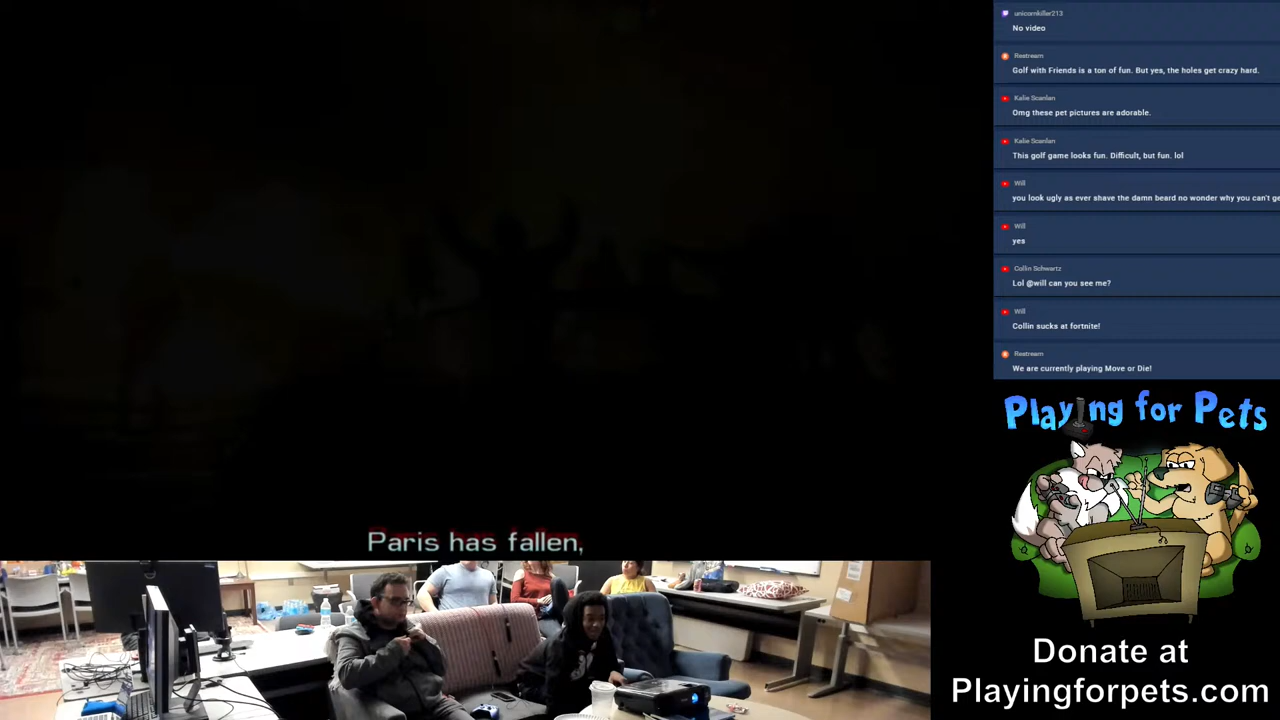 unicornkiller213
No video
Restream
Golf with Friends is a ton of fun. But yes, the holes get crazy hard.
Kalie Scanlan
Omg these pet pictures are adorable.
Kalie Scanlan
This golf game looks fun. Difficult, but fun. lol
Will
you look ugly as ever shave the damn beard no wonder why you can't ge
Will
yes
Collin Schwartz
Lol @will can you see me?
Will
Collin sucks at fortnite!
Restream
We are currently playing Move or Die!
Playing for Pets
Paris has fallen,
Donate at
Playingforpets.com